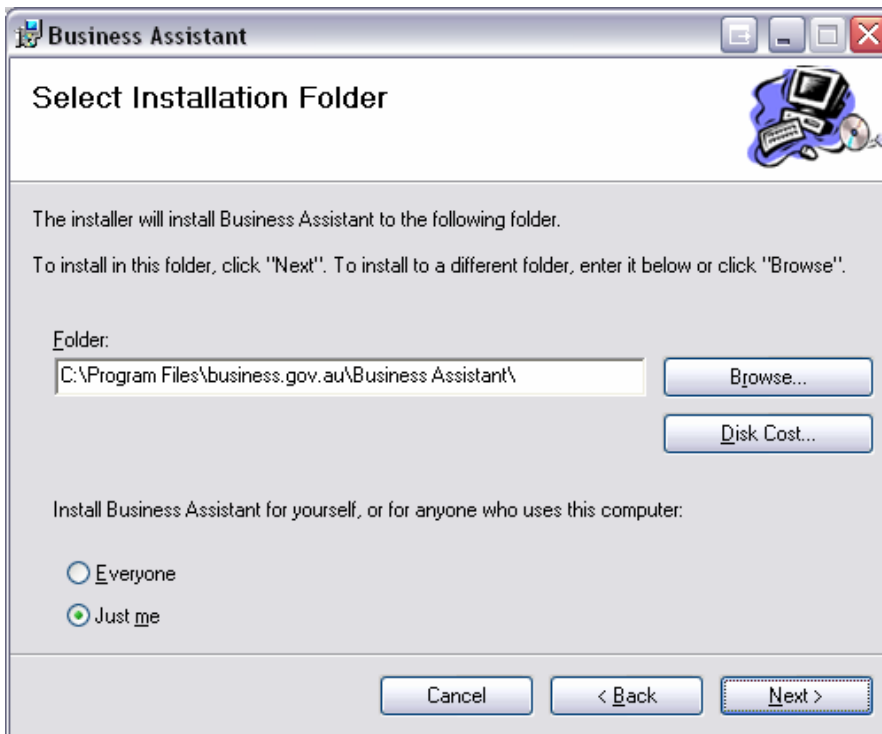 Business Assistant
Select Installation Folder
The installer will install Business Assistant to the following folder.
To install in this folder, click "Next". To install to a different folder, enter it below or click "Browse".
Folder:
C:\Program Files\business.gov.au\Business Assistant\
Browse...
Disk Cost...
Install Business Assistant for yourself, or for anyone who uses this computer:
Everyone
Just me
Cancel
< Back
Next >